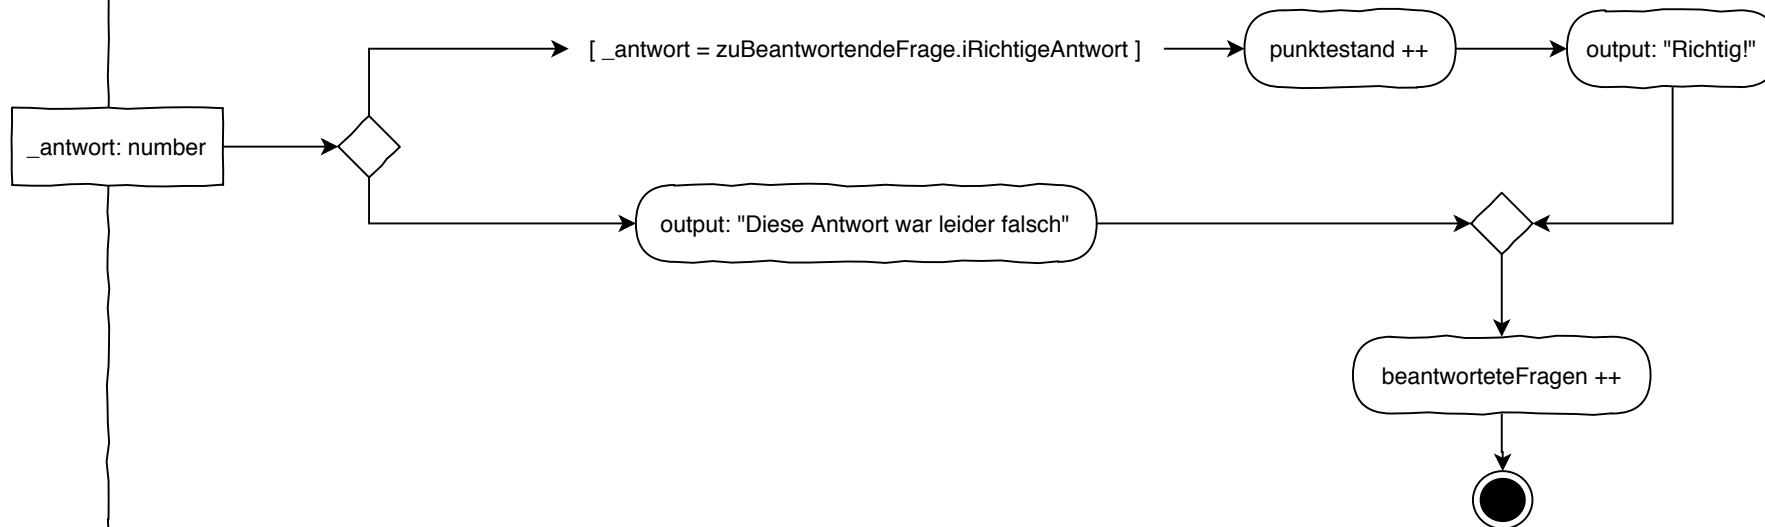 [ _antwort = zuBeantwortendeFrage.iRichtigeAntwort ]
punktestand ++
output: "Richtig!"
_antwort: number
output: "Diese Antwort war leider falsch"
beantworteteFragen ++